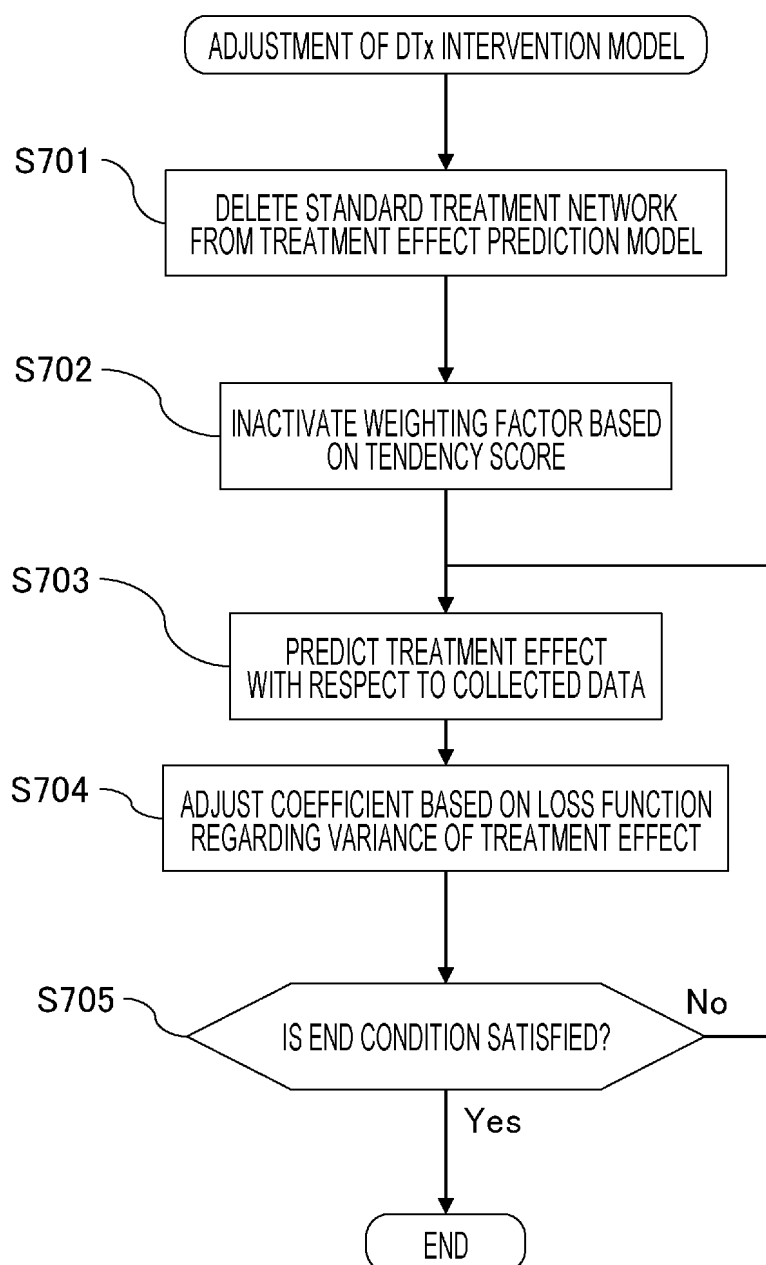 ADJUSTMENT OF DTx INTERVENTION MODEL
S701
DELETE STANDARD TREATMENT NETWORK
FROM TREATMENT EFFECT PREDICTION MODEL
S702
INACTIVATE WEIGHTING FACTOR BASED
ON TENDENCY SCORE
S703
PREDICT TREATMENT EFFECT
WITH RESPECT TO COLLECTED DATA
S704
ADJUST COEFFICIENT BASED ON LOSS FUNCTION
REGARDING VARIANCE OF TREATMENT EFFECT
S705
IS END CONDITION SATISFIED?
No
Yes
END